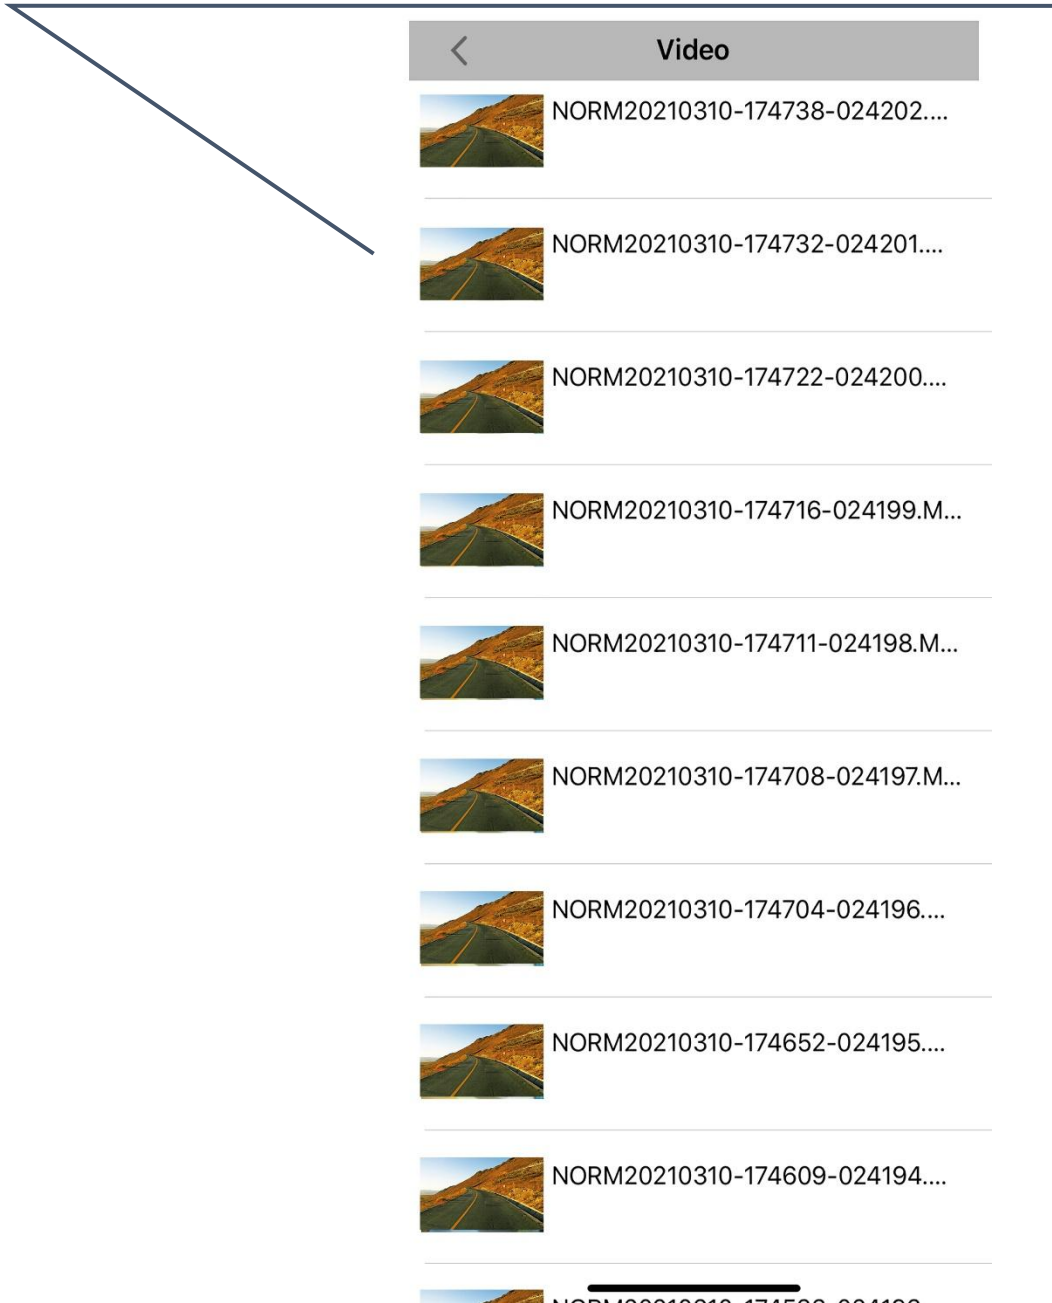 Video
NORM20210310-174738-024202....
NORM20210310-174732-024201....
NORM20210310-174722-024200....
NORM20210310-174716-024199.M...
NORM20210310-174711-024198.M...
NORM20210310-174708-024197.M...
NORM20210310-174704-024196....
NORM20210310-174652-024195....
NORM20210310-174609-024194....